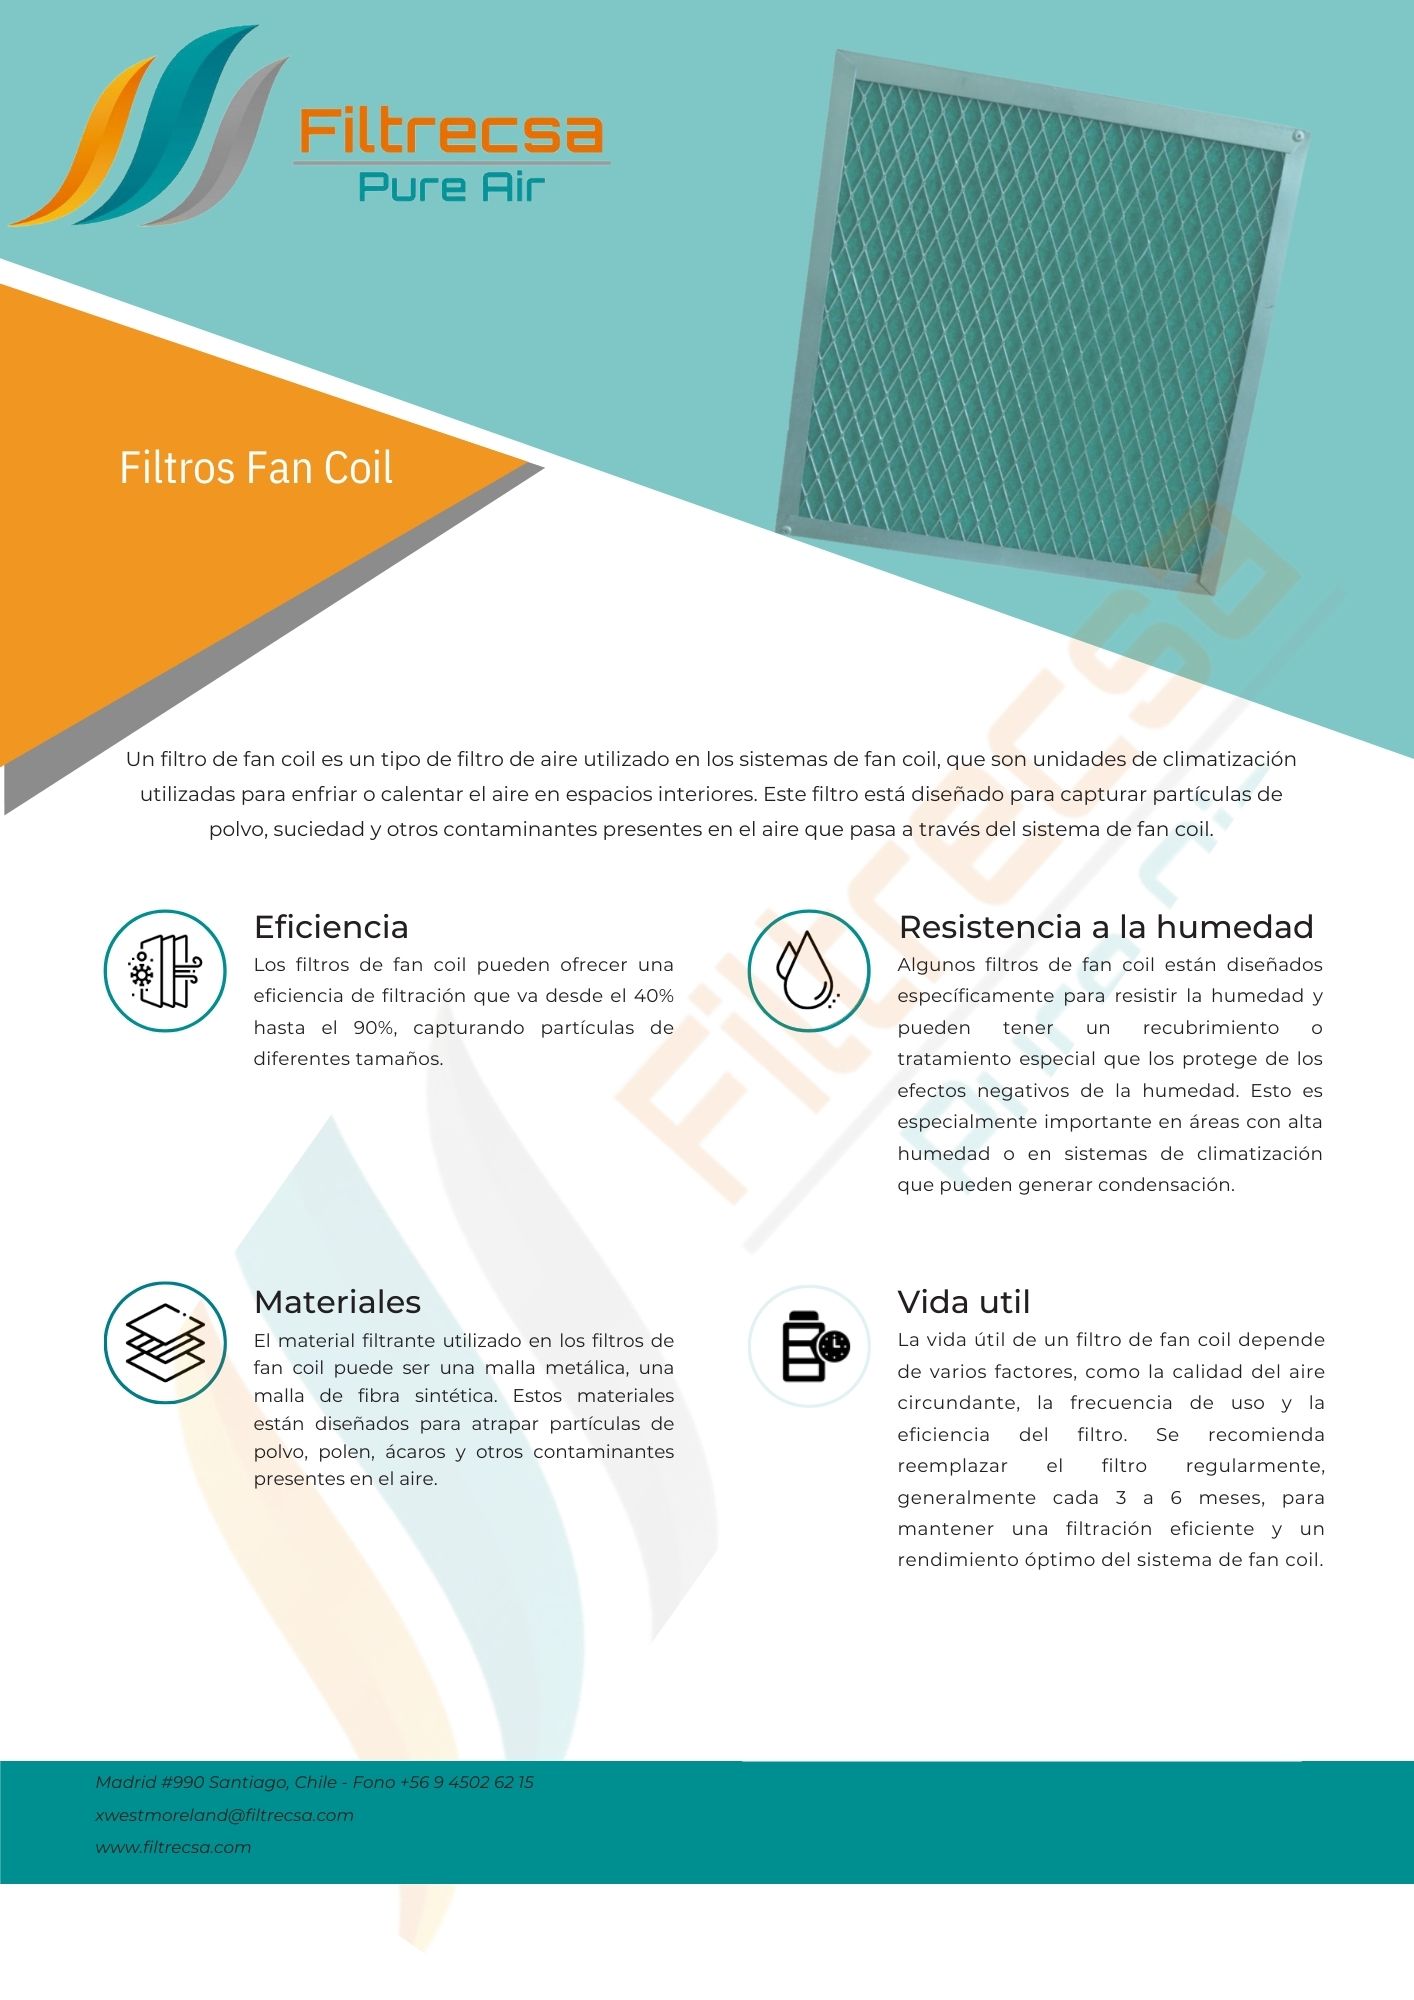 Filtrecsa
Pure Air
Filtros Fan Coil
Un filtro de fan coil es un tipo de filtro de aire utilizado en los sistemas de fan coil, que son unidades de climatización
utilizadas para enfriar o calentar el aire en espacios interiores. Este filtro está diseñado para capturar partículas de
polvo, suciedad y otros contaminantes presentes en el aire que pasa a través del sistema de fan coil.
Eficiencia
Los filtros de fan coil pueden ofrecer una
eficiencia de filtración que va desde el 40%
hasta el 90%, capturando partículas de
diferentes tamaños.
Resistencia a la humedad
Algunos filtros de fan coil están diseñados
específicamente para resistir la humedad y
pueden tener un recubrimiento o
tratamiento especial que los protege de los
efectos negativos de la humedad. Esto es
especialmente importante en áreas con alta
humedad o en sistemas de climatización
que pueden generar condensación.
Materiales
El material filtrante utilizado en los filtros de
fan coil puede ser una malla metálica, una
malla de fibra sintética. Estos materiales
están diseñados para atrapar partículas de
polvo, polen, ácaros y otros contaminantes
presentes en el aire.
Vida util
La vida útil de un filtro de fan coil depende
de varios factores, como la calidad del aire
circundante, la frecuencia de uso y la
eficiencia del filtro. Se recomienda
reemplazar el filtro regularmente,
generalmente cada 3 a 6 meses, para
mantener una filtración eficiente y un
rendimiento óptimo del sistema de fan coil.
Filtrecsa
Pure Air
Madrid #990 Santiago, Chile - Fono +56 9 4502 62 15
xwestmoreland@filtrecsa.com
www.filtrecsa.com